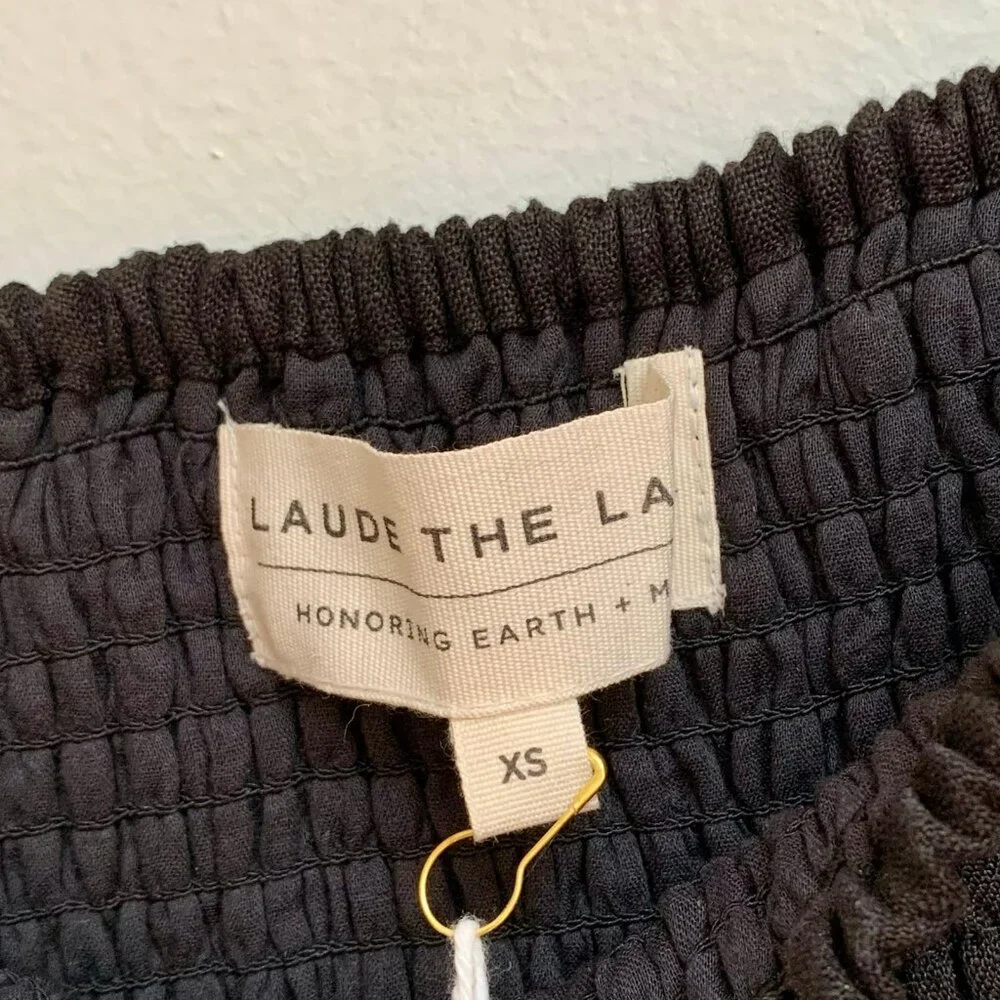 LAUDE THE LA
HONORING EARTH + M
XS